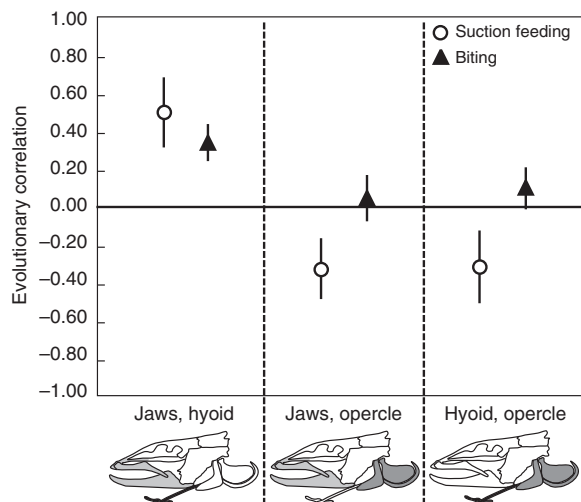 1.00
0.80
0.60
0.40
0.20
0.00
−0.20
−0.40
−0.60
−0.80
−1.00
Evolutionary correlation
Suction feeding
Biting
Jaws, hyoid
Jaws, opercle
Hyoid, opercle